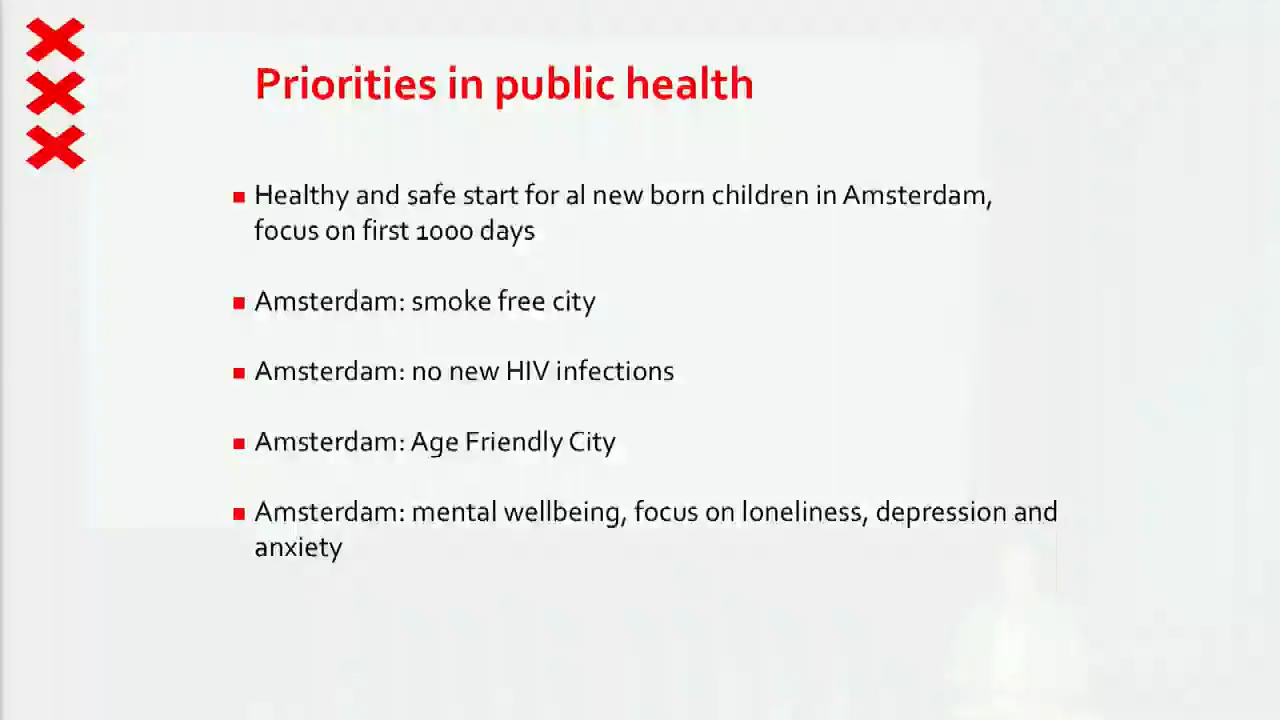 Priorities in public health
Healthy and safe start for al new born children in Amsterdam,
focus on first 1000 days
Amsterdam: smoke free city
Amsterdam: no new HIV infections
Amsterdam: Age Friendly City
Amsterdam: mental wellbeing, focus on loneliness, depression and
anxiety